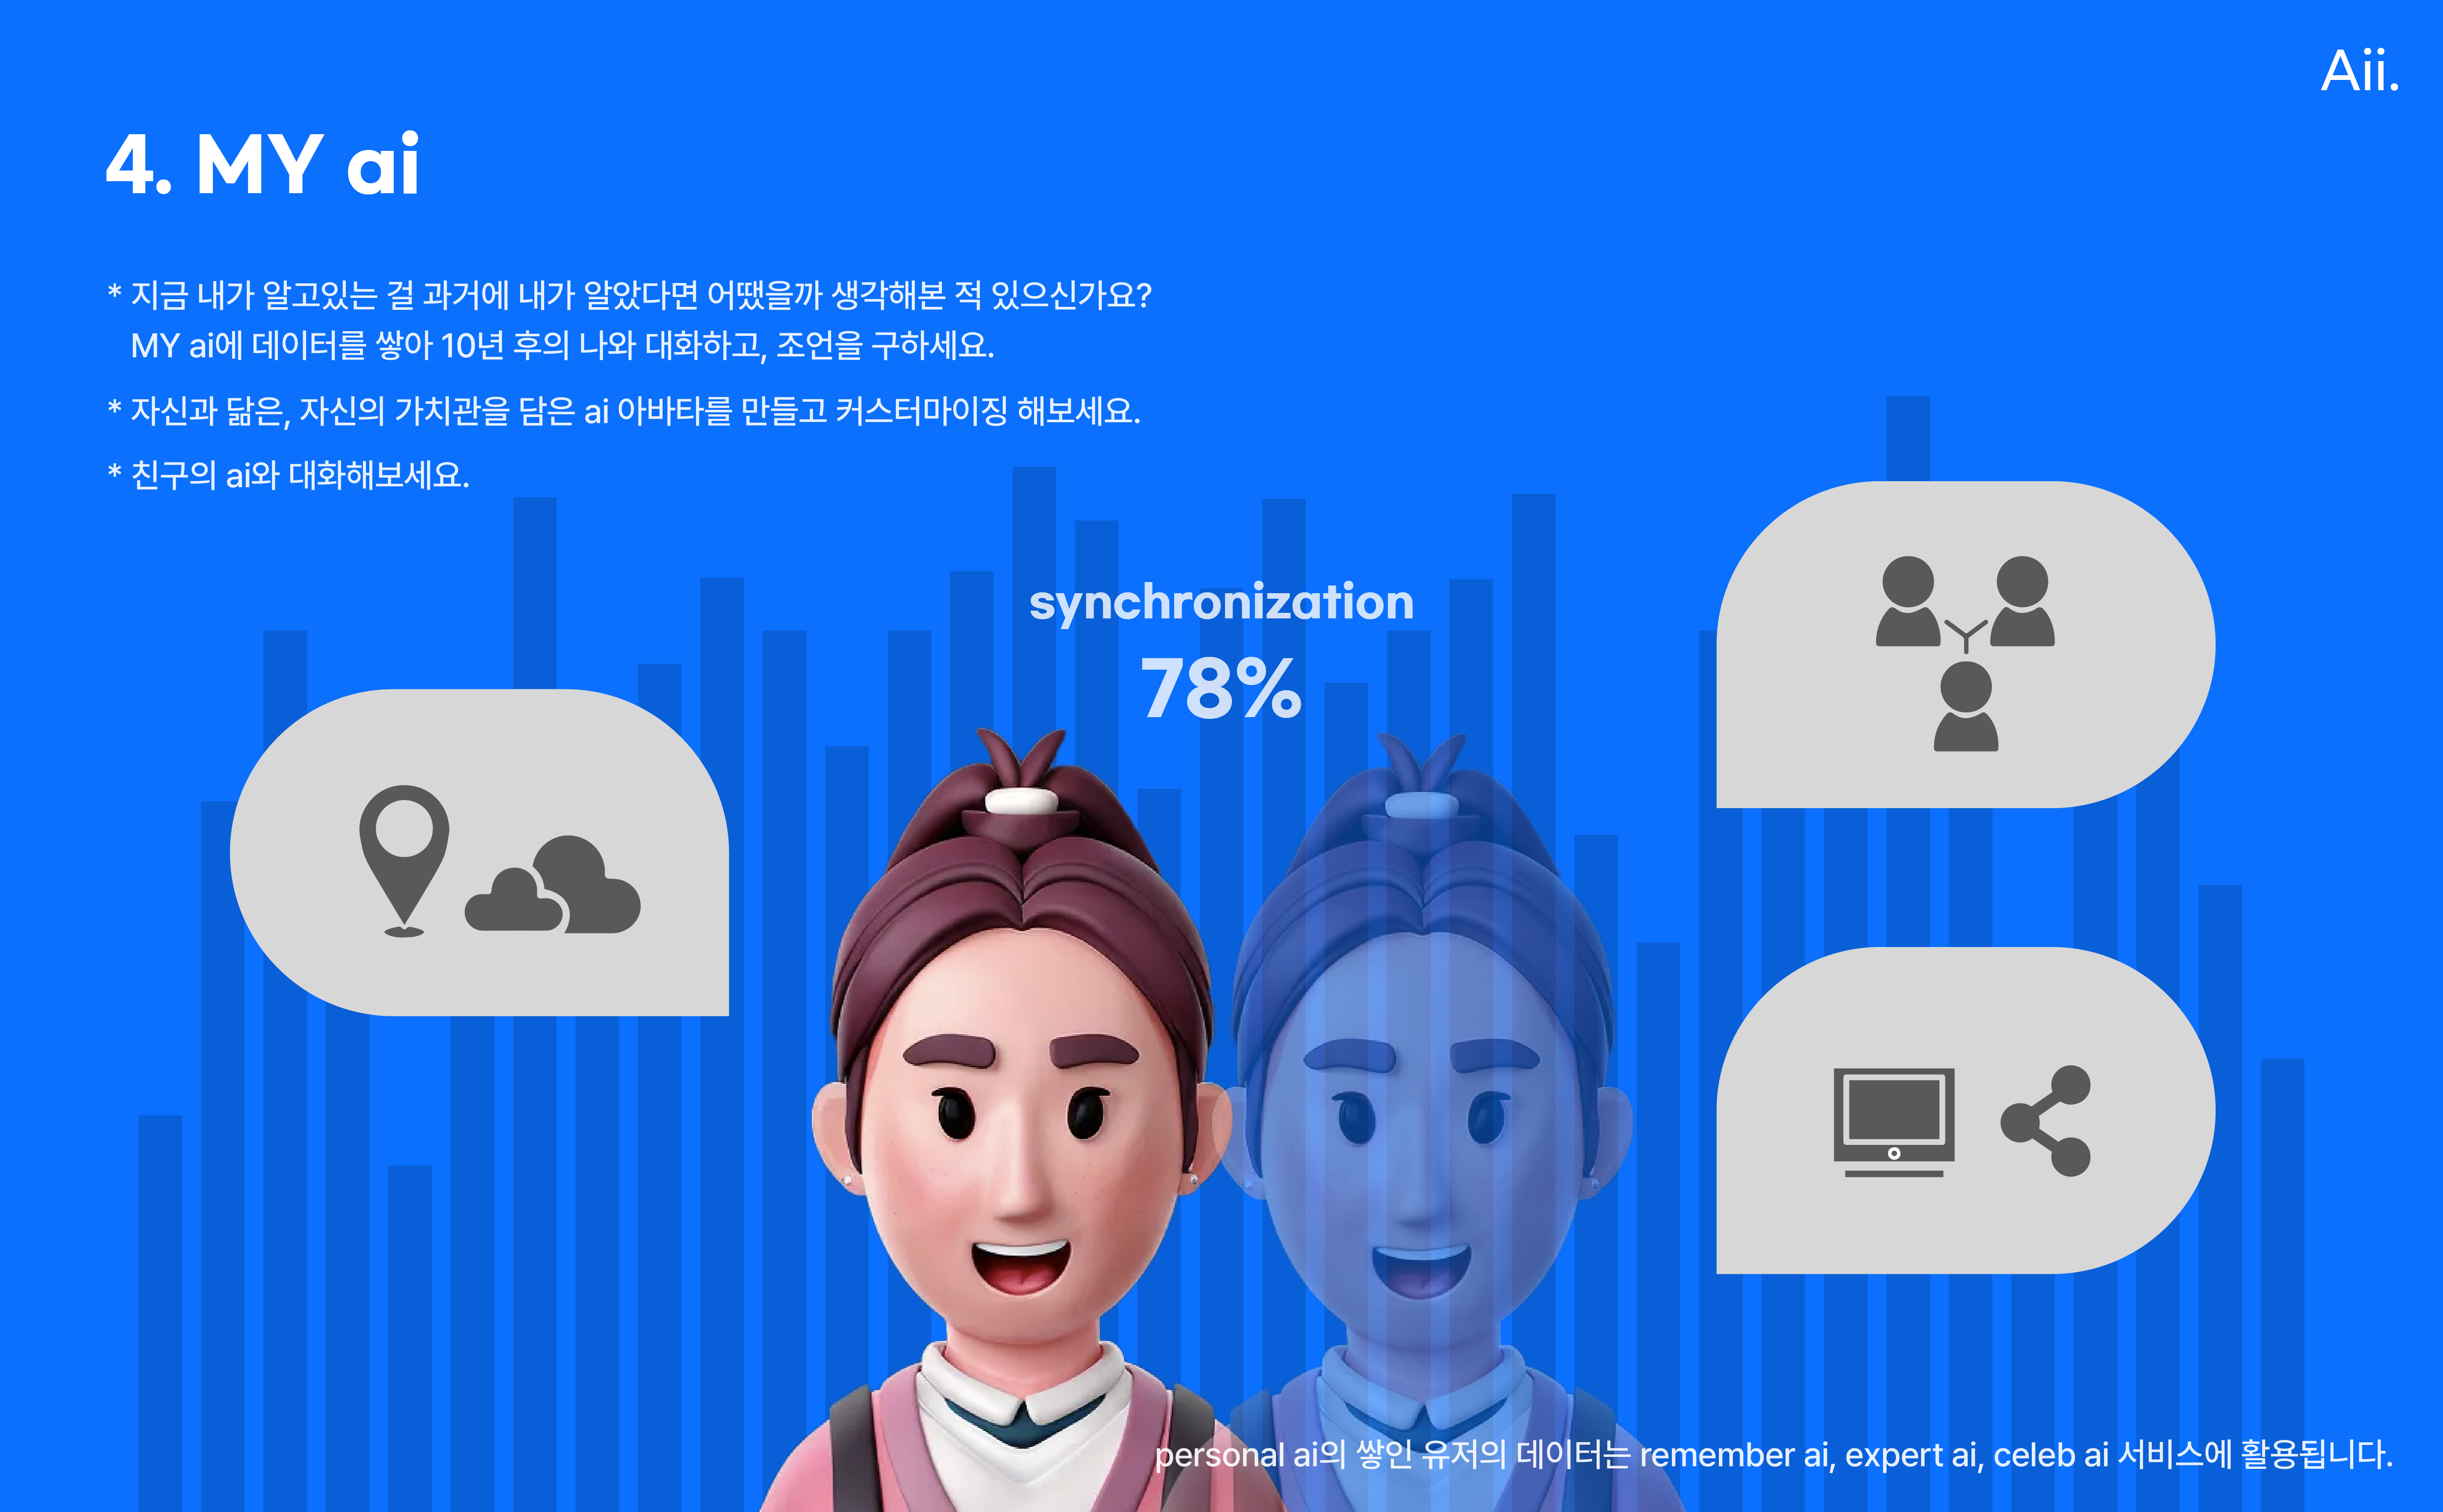 Aii.
4. MY ai
* 지금 내가 알고있는 걸 과거에 내가 알았다면 어땠을까 생각해본 적 있으신가요?
MY ai에 데이터를 쌓아 10년 후의 나와 대화하고, 조언을 구하세요.
* 자신과 닮은, 자신의 가치관을 담은 ai 아바타를 만들고 커스터마이징 해보세요.
* 친구의 ai와 대화해보세요.
synchronization
78%
personal ai의 쌓인 유저의 데이터는 remember ai, expert ai, celeb ai 서비스에 활용됩니다.